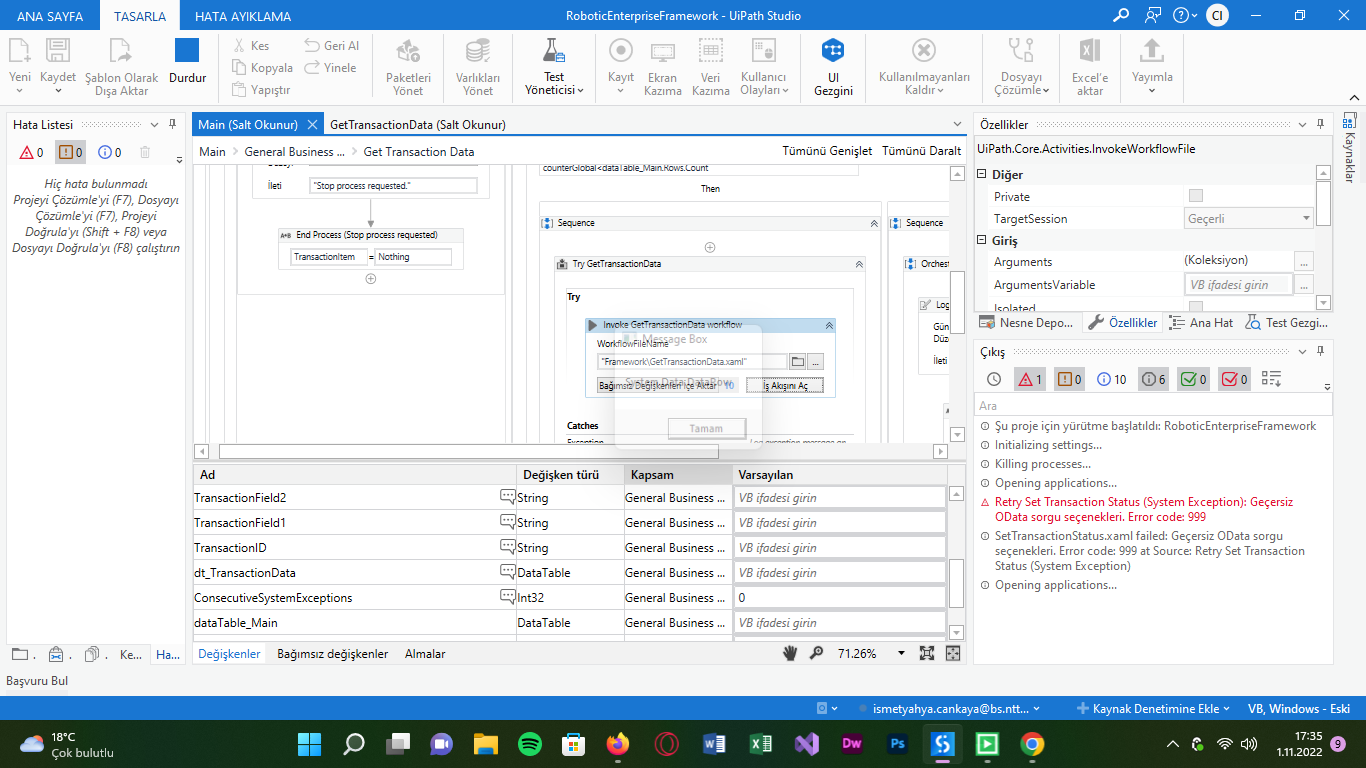 ANA SAYFA
TASARLA
HATA AYIKLAMA
RoboticEnterpriseFramework - UiPath Studio
CI
Yeni
Kaydet
Şablon Olarak
Dışa Aktar
Durdur
Kes
Kopyala
Yapıştır
Geri Al
Yinele
Paketleri
Yönet
Varlıkları
Yönet
Test
Yöneticisi
Kayıt
Ekran
Kazıma
Veri
Kazıma
Kullanıcı
Olayları
UI
Gezgini
Kullanılmayanları
Kaldır
Dosyayı
Çözümle
Excel'e
aktar
Yayımla
Hata Listesi
0
0
0
Hiç hata bulunmadı
Projeyi Çözümle'yi (F7), Dosyayı
Çözümle'yi (F7), Projeyi
Doğrula'yı (Shift + F8) veya
Dosyayı Doğrula'yı (F8) çalıştırın
Main (Salt Okunur)
GetTransactionData (Salt Okunur)
Main
General Business ...
Get Transaction Data
Tümünü Genişlet
Tümünü Daralt
İleti
"Stop process requested."
A+B End Process (Stop process requested)
TransactionItem
=
Nothing
counterGlobal<dataTable_Main.Rows.Count
Then
Sequence
Try GetTransactionData
Try
Invoke GetTransactionData workflow
WorkflowFileName
"Framework\GetTransactionData.xaml"
...
Bağımsız Değişkenleri İçe Aktar
10
İş Akışını Aç
Catches
Exception
Log exception message on
Message Box
System.Data.DataRow
Tamam
Sequence
Orchest
Log
Gün
Düze
İleti
Ad
Değişken türü
Kapsam
Varsayılan
TransactionField2
String
General Business ...
VB ifadesi girin
TransactionField1
String
General Business ...
VB ifadesi girin
TransactionID
String
General Business ...
VB ifadesi girin
dt_TransactionData
DataTable
General Business ...
VB ifadesi girin
ConsecutiveSystemExceptions
Int32
General Business ...
0
dataTable_Main
DataTable
General Business ...
VB ifadesi girin
Değişkenler
Bağımsız değişkenler
Almalar
71.26%
Ke...
Ha...
Başvuru Bul
Özellikler
UiPath.Core.Activities.InvokeWorkflowFile
Diğer
Private
TargetSession
Geçerli
Giriş
Arguments
(Koleksiyon)
...
ArgumentsVariable
VB ifadesi girin
...
Isolated
Nesne Depo...
Özellikler
Ana Hat
Test Gezgi...
Kaynaklar
Çıkış
1
0
10
6
0
0
Ara
Şu proje için yürütme başlatıldı: RoboticEnterpriseFramework
Initializing settings...
Killing processes...
Opening applications...
Retry Set Transaction Status (System Exception): Geçersiz
OData sorgu seçenekleri. Error code: 999
SetTransactionStatus.xaml failed: Geçersiz OData sorgu
seçenekleri. Error code: 999 at Source: Retry Set Transaction
Status (System Exception)
Opening applications...
ismetyahya.cankaya@bs.ntt...
Kaynak Denetimine Ekle
VB, Windows - Eski
18°C
Çok bulutlu
Dw
Ps
17:35
1.11.2022
9